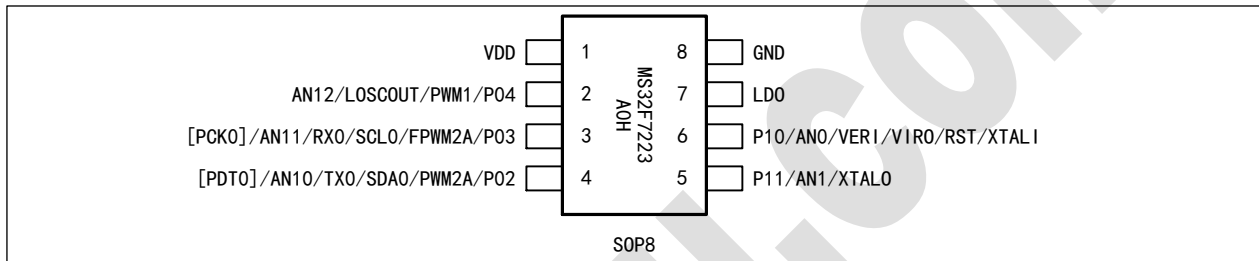 VDD 1 8 GND
AN12/LOSCOUT/PWM1/P04 2 7 LDO
[PCK0]/AN11/RX0/SCL0/FPWM2A/P03 3 6 P10/AN0/VERI/VIRO/RST/XTALI
[PDT0]/AN10/TX0/SDA0/PWM2A/P02 4 5 P11/AN1/XTALO
MS32F7223
A0H
SOP8